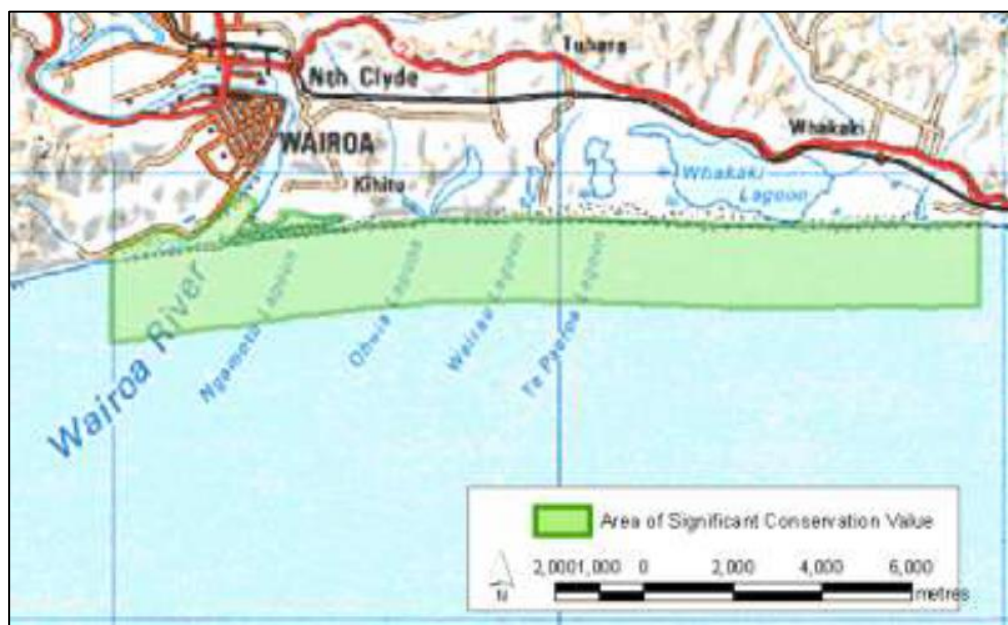 2
Tuhara
Nth Clyde
Whakaki
WAIROA
Kihitu
Whakaki
Lagoon
Wairoa River
Ngamotu Lagoon
Ohuia Lagoon
Wairau Lagoon
Te Paeroa Lagoon
Area of Significant Conservation Value
N
2,0001,000 0 2,000 4,000 6,000
metres